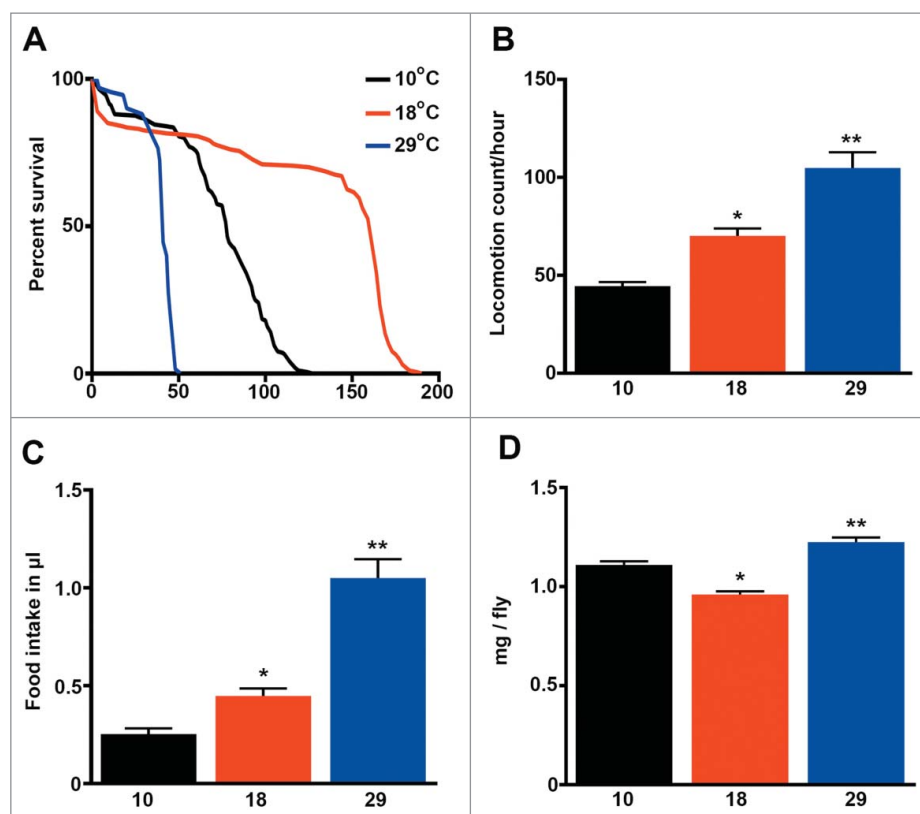 A
10°C
18°C
29°C
Percent survival
100
50
0
0 50 100 150 200
B
Locomotion count/hour
150
100
50
0
**
*
10 18 29
C
Food intake in µl
1.5
1.0
0.5
0
**
*
10 18 29
D
mg / fly
1.5
1.0
0.5
0
**
*
10 18 29